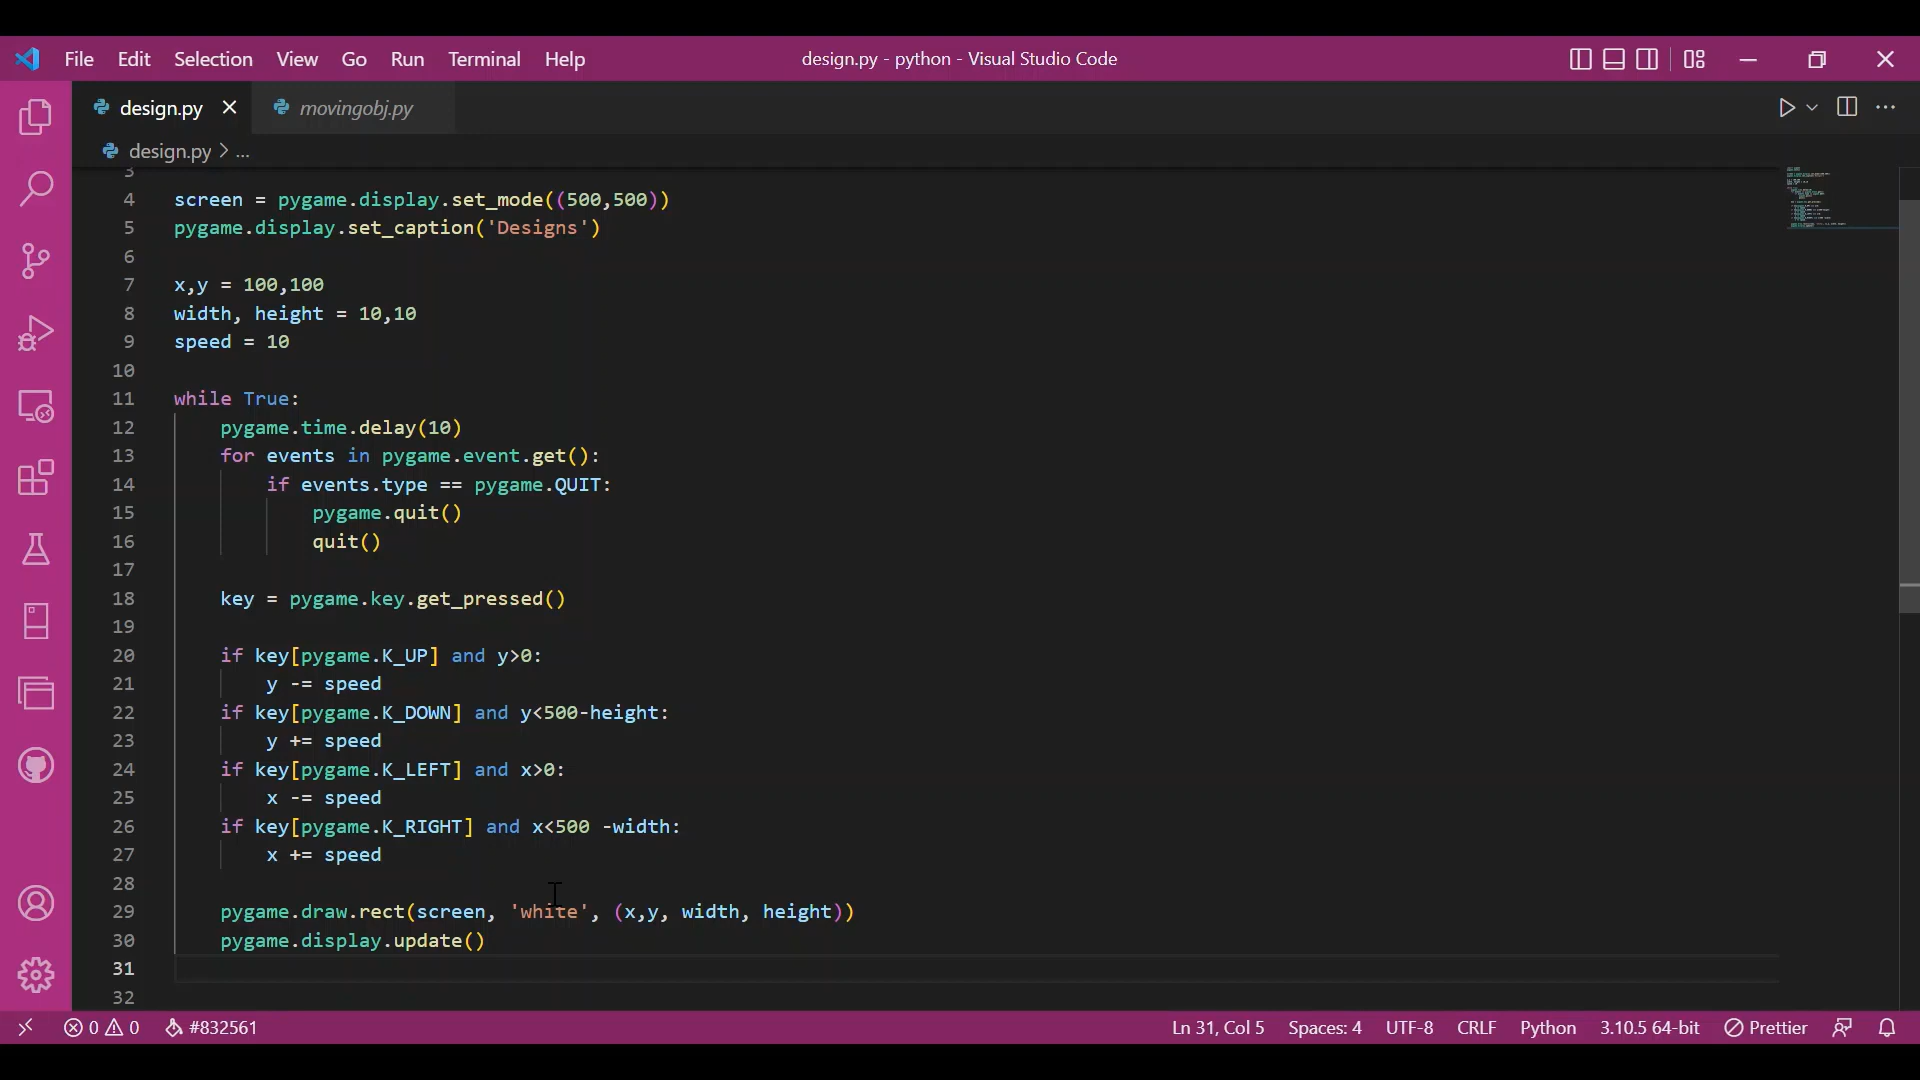 File Edit Selection View Go Run Terminal Help design.py - python - Visual Studio Code
design.py movingobj.py
design.py > ...
3
4 screen = pygame.display.set_mode((500,500))
5 pygame.display.set_caption('Designs')
6
7 x,y = 100,100
8 width, height = 10,10
9 speed = 10
10
11 while True:
12 pygame.time.delay(10)
13 for events in pygame.event.get():
14 if events.type == pygame.QUIT:
15 pygame.quit()
16 quit()
17
18 key = pygame.key.get_pressed()
19
20 if key[pygame.K_UP] and y>0:
21 y -= speed
22 if key[pygame.K_DOWN] and y<500-height:
23 y += speed
24 if key[pygame.K_LEFT] and x>0:
25 x -= speed
26 if key[pygame.K_RIGHT] and x<500 -width:
27 x += speed
28
29 pygame.draw.rect(screen, 'white', (x,y, width, height))
30 pygame.display.update()
31
32
0 0 #832561 Ln 31, Col 5 Spaces: 4 UTF-8 CRLF Python 3.10.5 64-bit Prettier